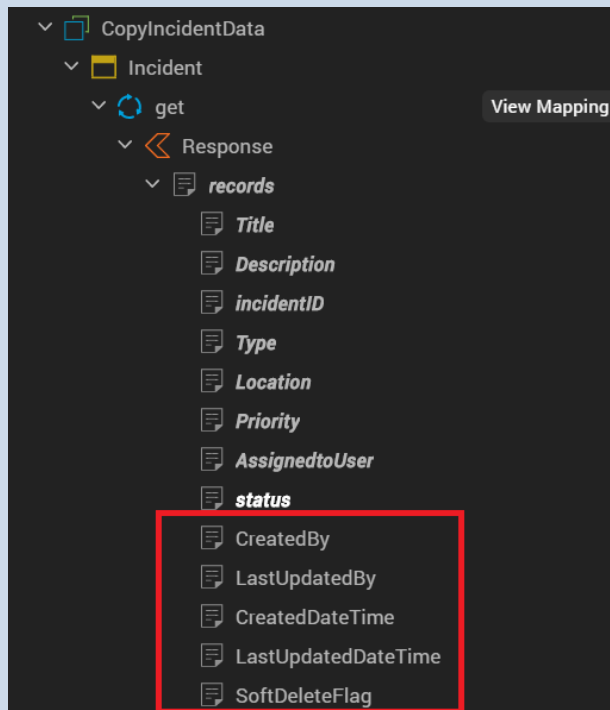 CopyIncidentData
Incident
get View Mapping
Response
records
Title
Description
incidentID
Type
Location
Priority
AssignedtoUser
status
CreatedBy
LastUpdatedBy
CreatedDateTime
LastUpdatedDateTime
SoftDeleteFlag